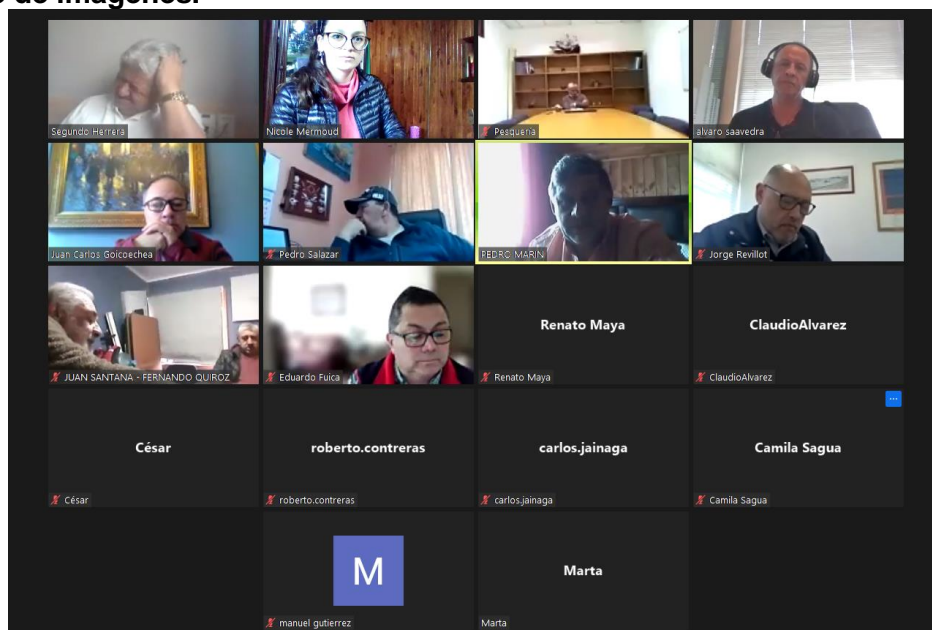 Segundo Herrera
Nicole Mermoud
Pesqueria
alvaro saavedra
Juan Carlos Goicoechea
Pedro Salazar
PEDRO MARIN
Jorge Revillot
JUAN SANTANA - FERNANDO QUIROZ
Eduardo Fuica
Renato Maya
Renato Maya
ClaudioAlvarez
ClaudioAlvarez
César
César
roberto.contreras
roberto.contreras
carlos.jainaga
carlos.jainaga
Camila Sagua
Camila Sagua
M
manuel gutierrez
Marta
Marta